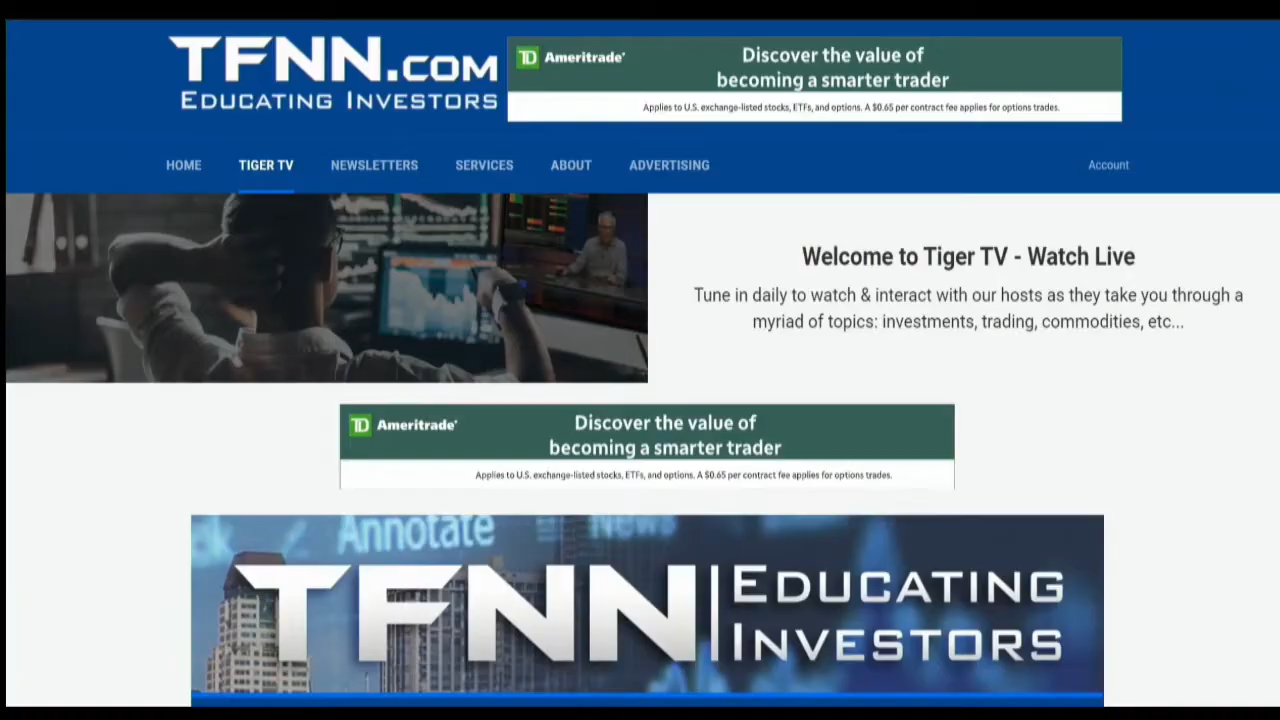 TFNN.COM
EDUCATING INVESTORS
TD Ameritrade
Discover the value of
becoming a smarter trader
Applies to U.S. exchange-listed stocks, ETFs, and options. A $0.65 per contract fee applies for options trades.
HOME TIGER TV NEWSLETTERS SERVICES ABOUT ADVERTISING Account
Welcome to Tiger TV - Watch Live
Tune in daily to watch & interact with our hosts as they take you through a
myriad of topics: investments, trading, commodities, etc...
TD Ameritrade
Discover the value of
becoming a smarter trader
Applies to U.S. exchange-listed stocks, ETFs, and options. A $0.65 per contract fee applies for options trades.
Annotate News
TFNN EDUCATING
INVESTORS